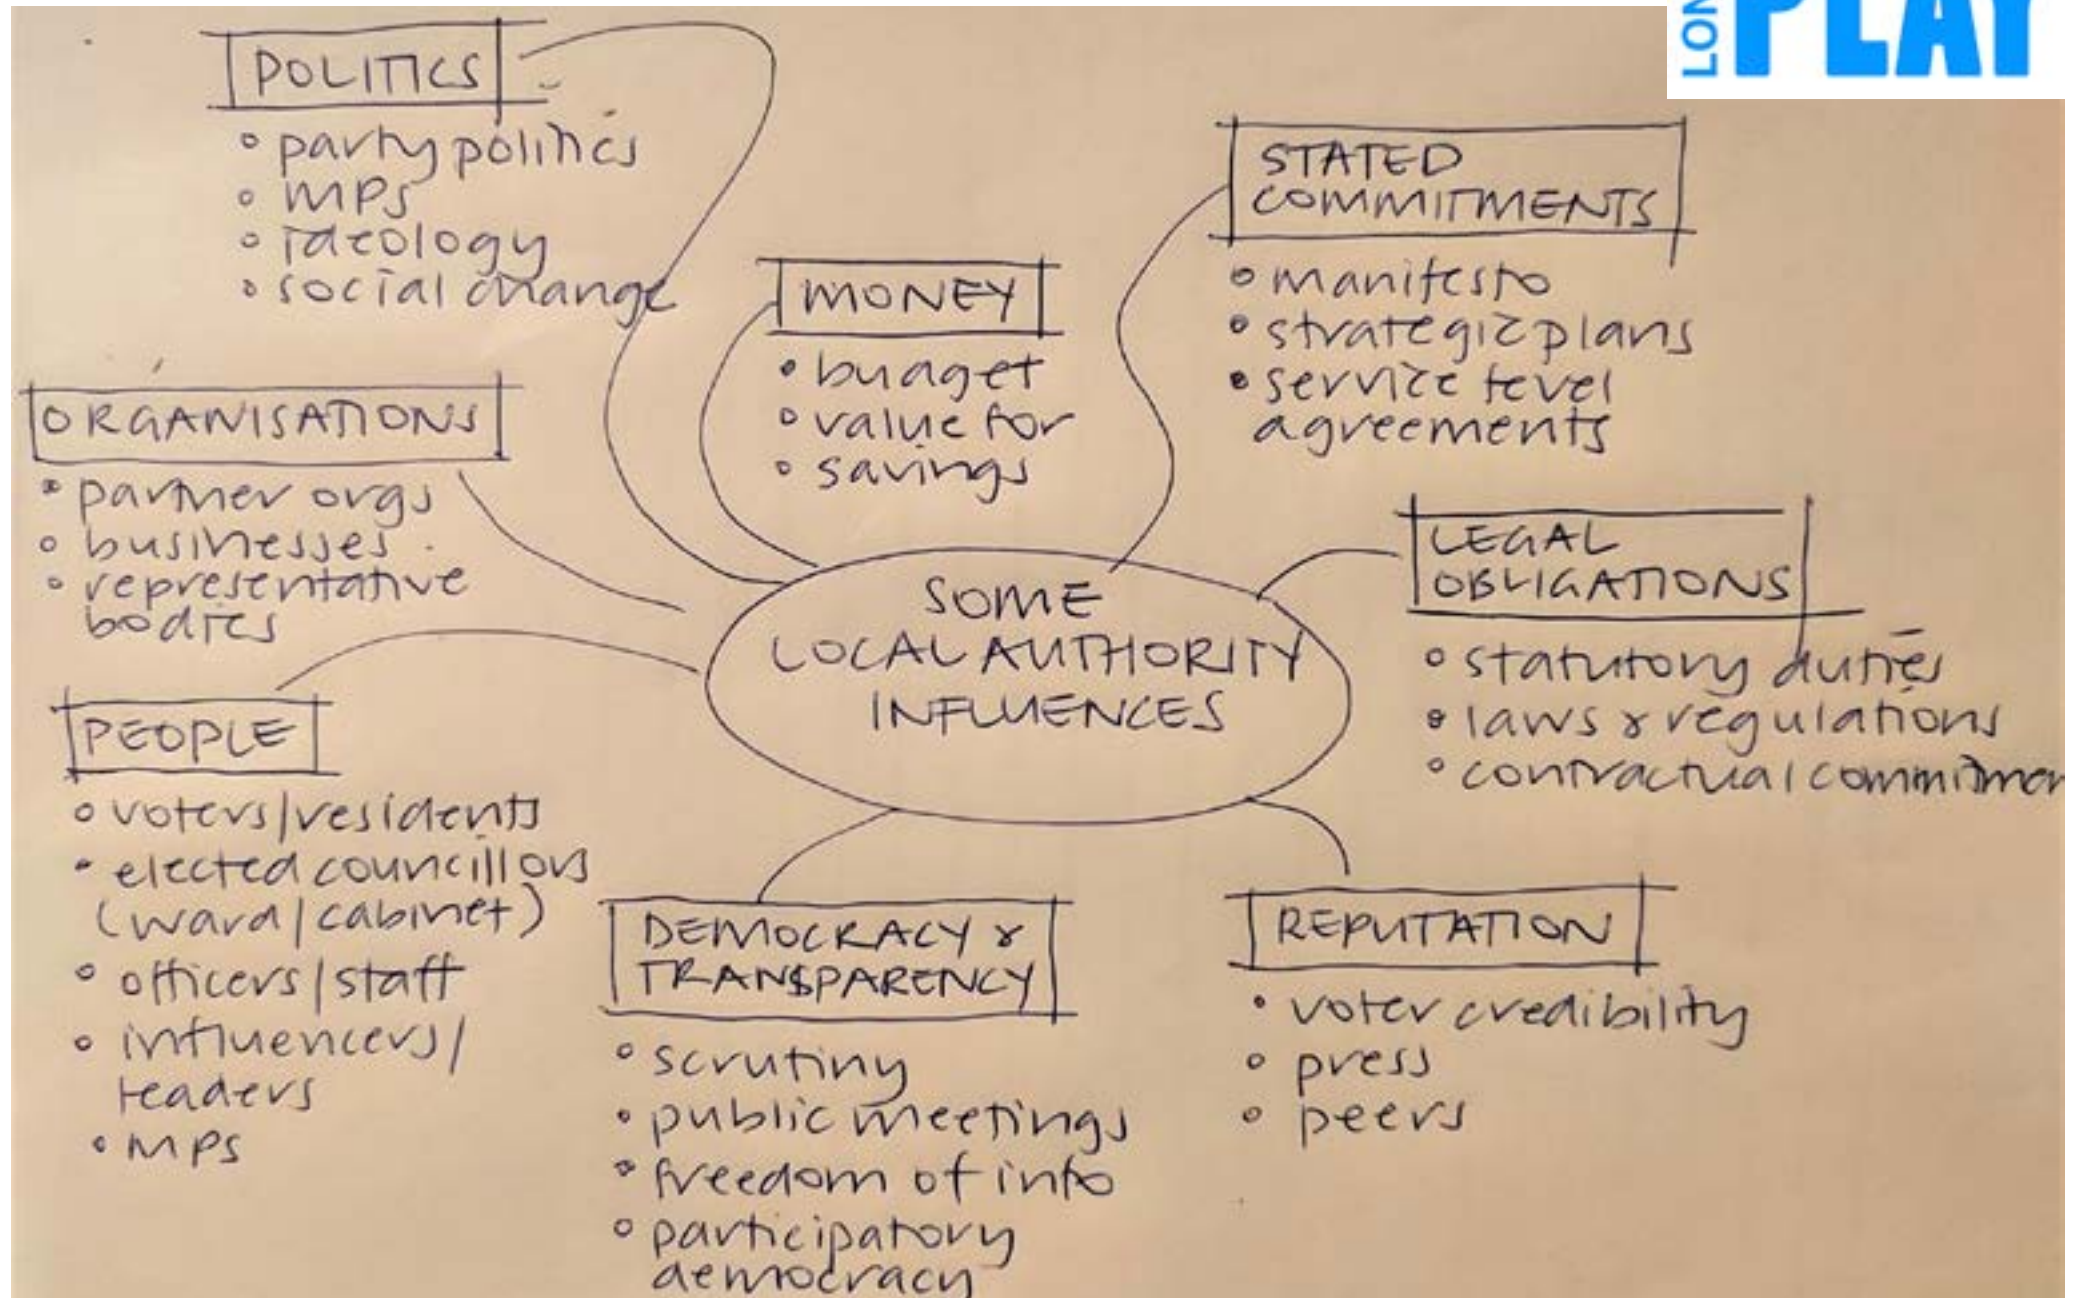 LON
PLAY
POLITICS
• party politics
• MPs
• ideology
• social change
MONEY
• budget
• value for
• savings
STATED
COMMITMENTS
• manifesto
• strategic plans
• service level
agreements
ORGANISATIONS
• partner orgs
• businesses
• representative
bodies
SOME
LOCAL AUTHORITY
INFLUENCES
LEGAL
OBLIGATIONS
• statutory duties
• laws & regulations
• contractual commitmen
PEOPLE
• voters/residents
• elected councillors
(ward/cabinet)
• officers/staff
• influencers/
leaders
• MPs
DEMOCRACY &
TRANSPARENCY
• scrutiny
• public meetings
• freedom of info
• participatory
democracy
REPUTATION
• voter credibility
• press
• peers